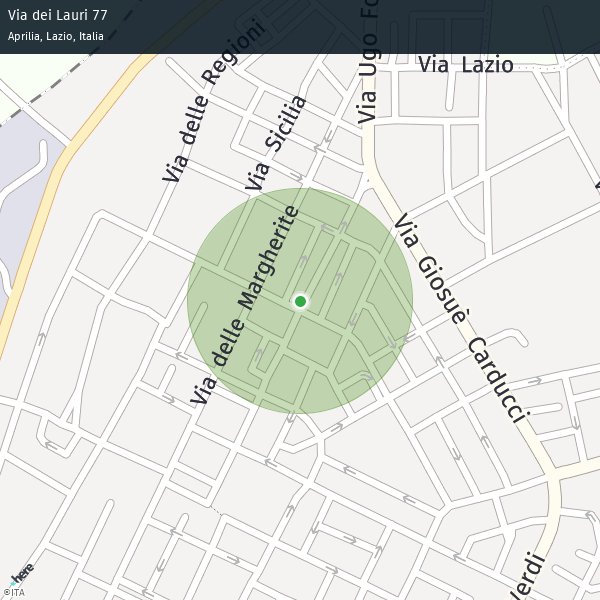 Via dei Lauri 77
Aprilia, Lazio, Italia
Via Ugo Fo
Via Lazio
Via delle Regioni
Via Sicilia
Via delle Margherite
Via Giosuè Carducci
Verdi
here
©ITA